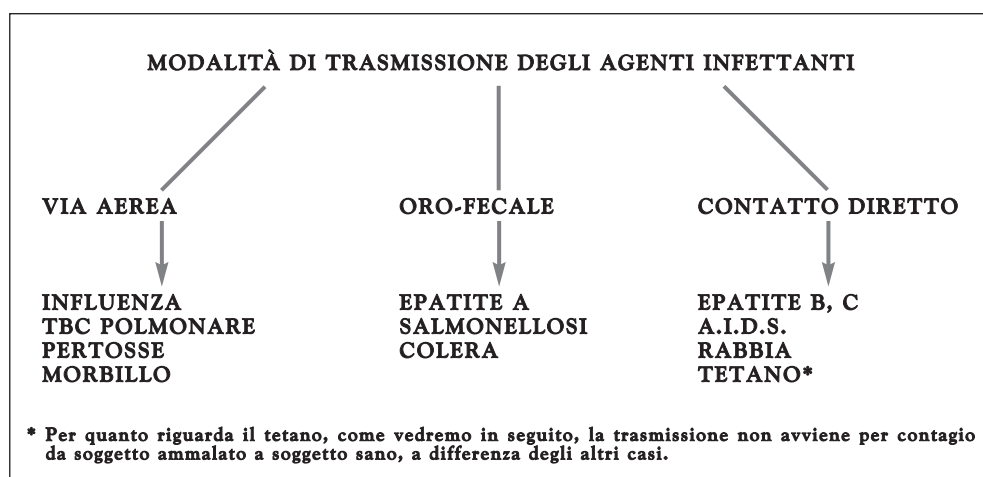 MODALITÀ DI TRASMISSIONE DEGLI AGENTI INFETTANTI
VIA AEREA
INFLUENZA
TBC POLMONARE
PERTOSSE
MORBILLO
ORO-FECALE
EPATITE A
SALMONELLOSI
COLERA
CONTATTO DIRETTO
EPATITE B, C
A.I.D.S.
RABBIA
TETANO*
* Per quanto riguarda il tetano, come vedremo in seguito, la trasmissione non avviene per contagio
da soggetto ammalato a soggetto sano, a differenza degli altri casi.